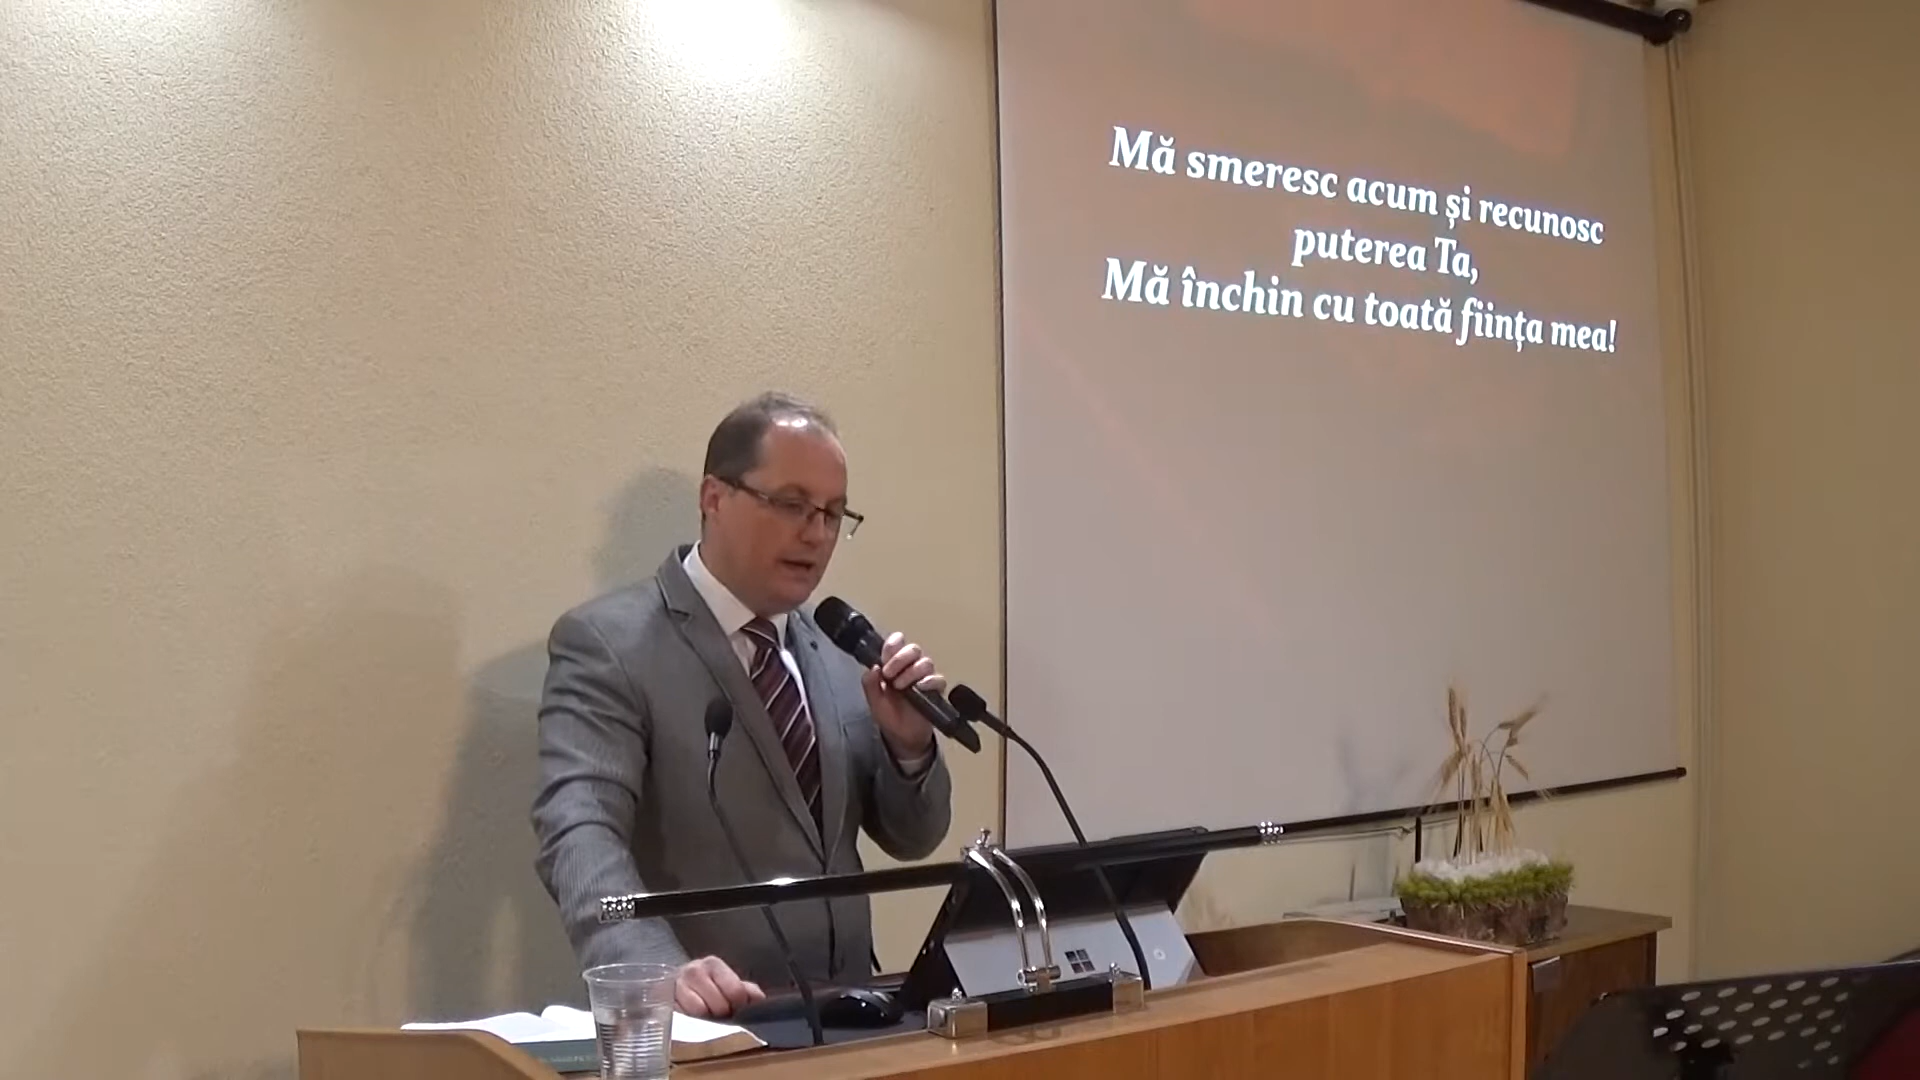 Mă smeresc acum și recunosc
puterea Ta,
Mă închin cu toată ființa mea!